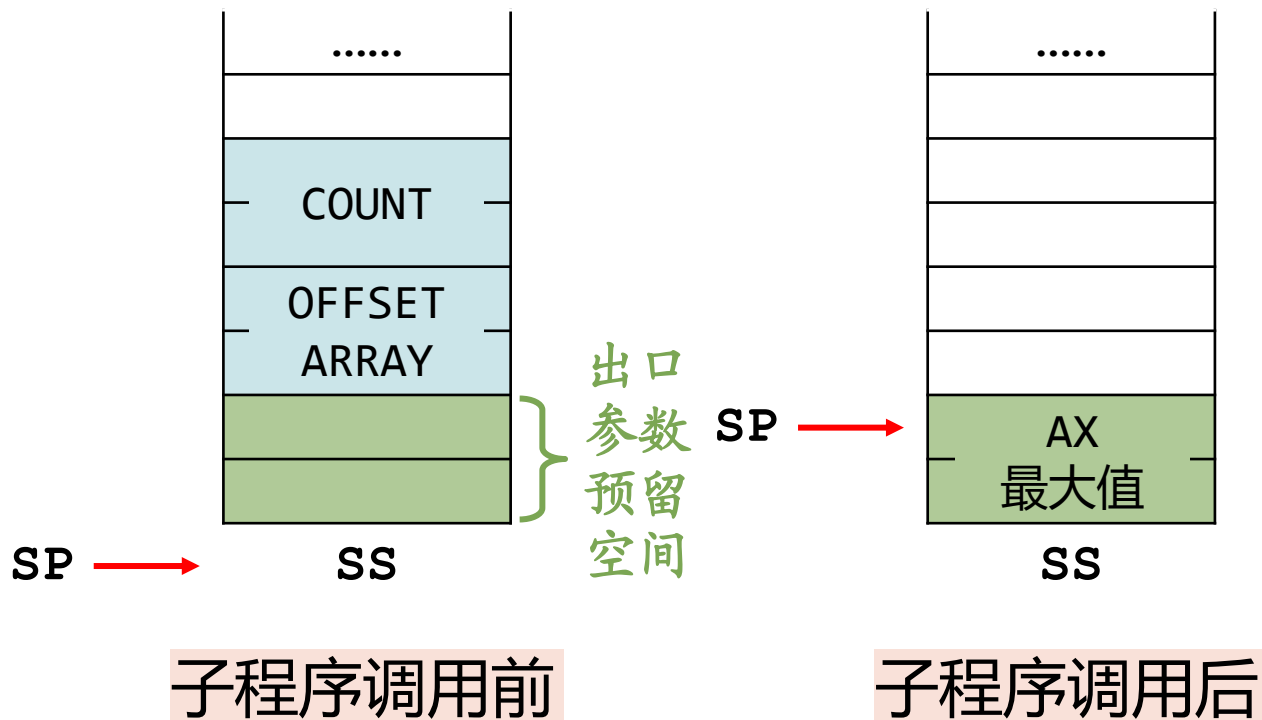 ……
COUNT
OFFSET
ARRAY
出口
参数
预留
空间
SP
SS
子程序调用前
……
SP
AX
最大值
SS
子程序调用后